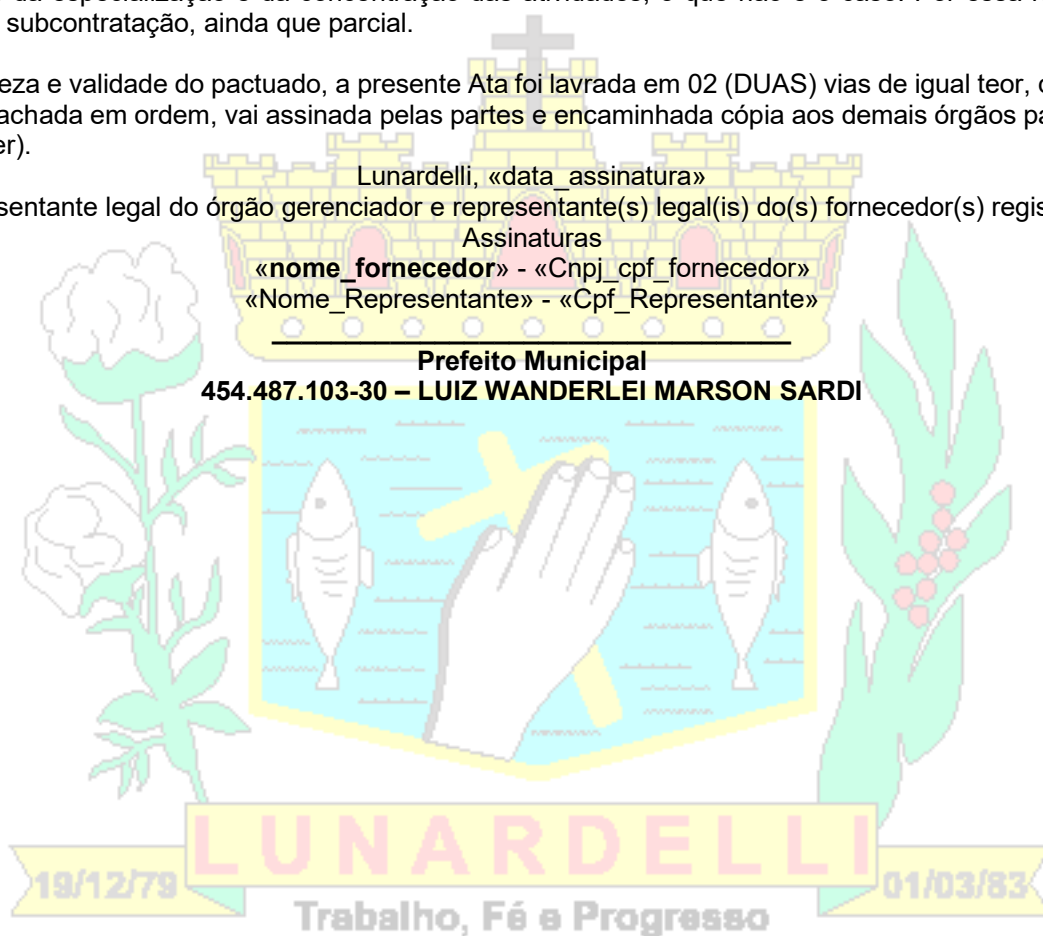 da especialização e da concentração das atividades, o que não é o caso. Por essa
subcontratação, ainda que parcial.
eza e validade do pactuado, a presente Ata foi lavrada em 02 (DUAS) vias de igual teor,
achada em ordem, vai assinada pelas partes e encaminhada cópia aos demais órgãos pa
er).
Lunardelli, «data_assinatura»
sentante legal do órgão gerenciador e representante(s) legal(is) do(s) fornecedor(s) regis
Assinaturas
«nome_fornecedor» - «Cnpj_cpf_fornecedor»
«Nome_Representante» - «Cpf_Representante»
Prefeito Municipal
454.487.103-30 – LUIZ WANDERLEI MARSON SARDI
LUNARDELLI
19/12/79 01/03/83
Trabalho, Fé e Progresso